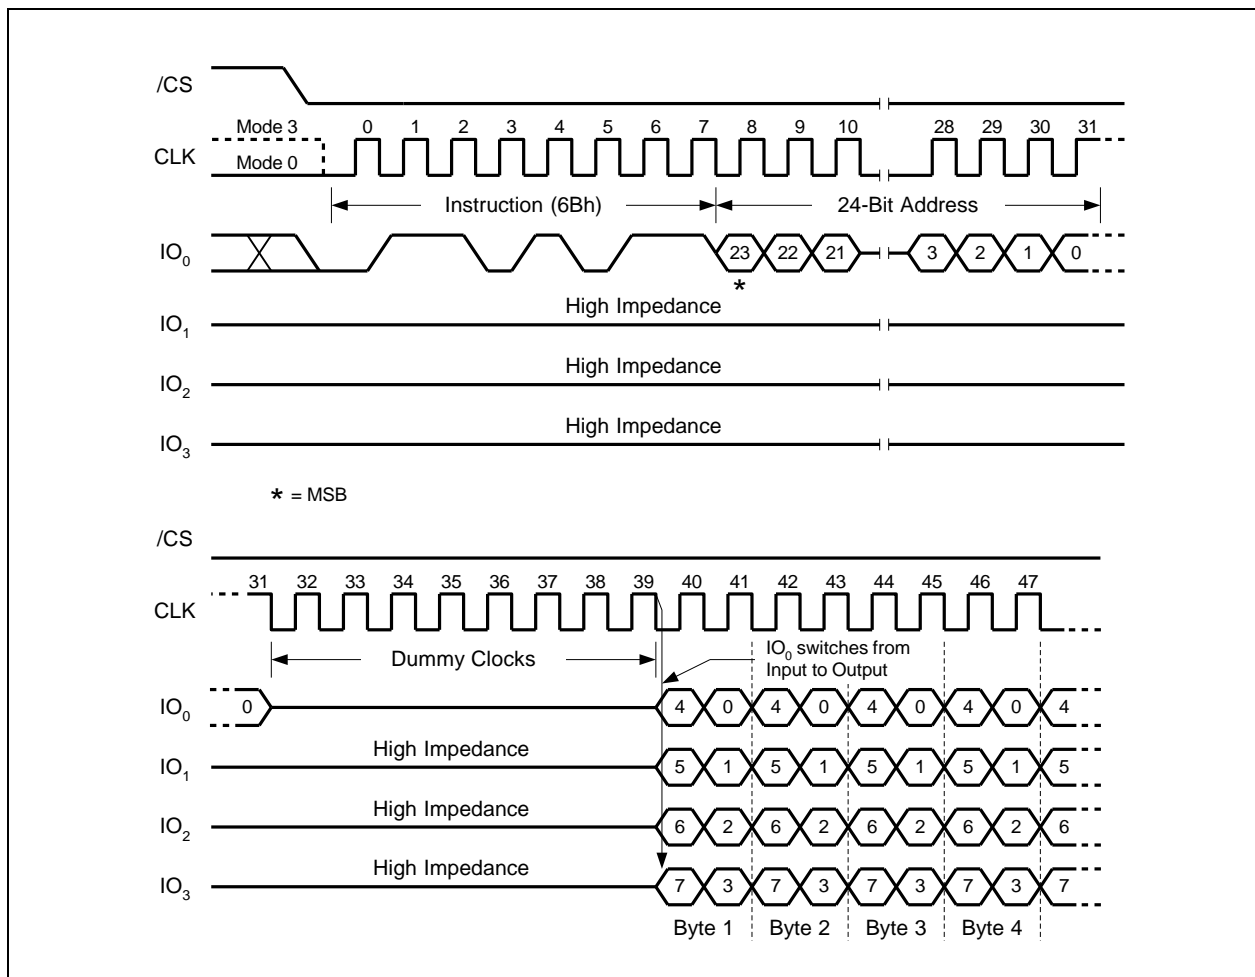 /CS
Mode 3 0 1 2 3 4 5 6 7 8 9 10 28 29 30 31
CLK
Mode 0
Instruction (6Bh) 24-Bit Address
IO0 23 22 21 3 2 1 0
*
High Impedance
IO1
High Impedance
IO2
High Impedance
IO3
* = MSB
/CS
31 32 33 34 35 36 37 38 39 40 41 42 43 44 45 46 47
CLK
IO0 switches from
Dummy Clocks Input to Output
IO0 0 4 0 4 0 4 0 4 0 4
High Impedance
IO1 5 1 5 1 5 1 5 1 5
High Impedance
IO2 6 2 6 2 6 2 6 2 6
High Impedance
IO3 7 3 7 3 7 3 7 3 7
Byte 1 Byte 2 Byte 3 Byte 4